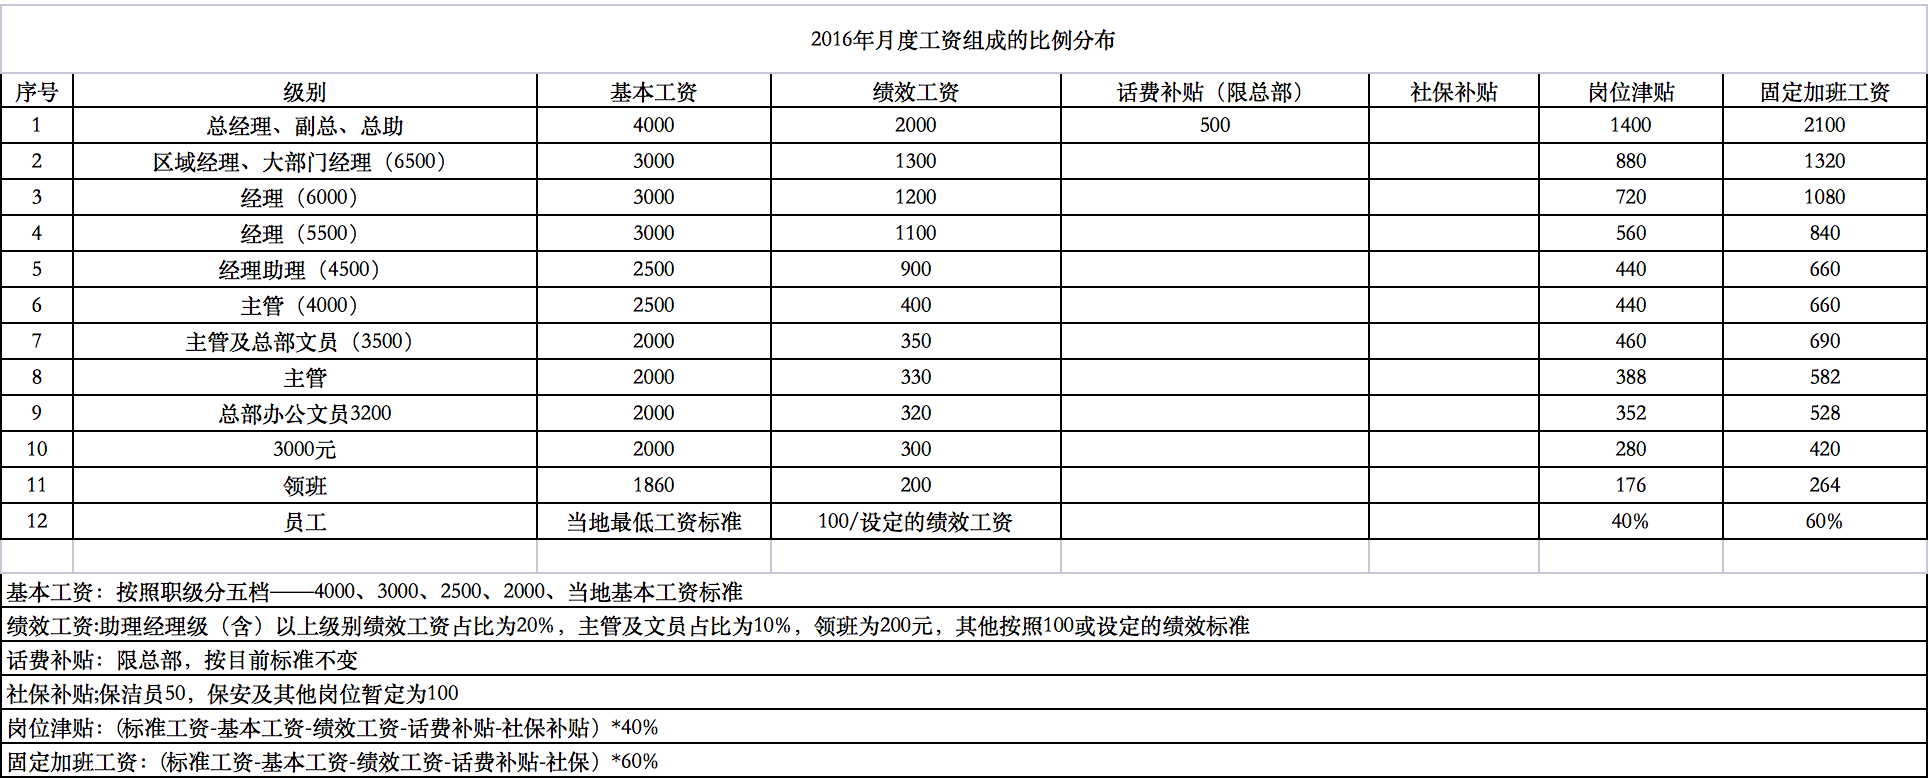 2016年月度工资组成的比例分布
序号 级别 基本工资 绩效工资 话费补贴（限总部） 社保补贴 岗位津贴 固定加班工资
1 总经理、副总、总助 4000 2000 500 1400 2100
2 区域经理、大部门经理（6500） 3000 1300 880 1320
3 经理（6000） 3000 1200 720 1080
4 经理（5500） 3000 1100 560 840
5 经理助理（4500） 2500 900 440 660
6 主管（4000） 2500 400 440 660
7 主管及总部文员（3500） 2000 350 460 690
8 主管 2000 330 388 582
9 总部办公文员3200 2000 320 352 528
10 3000元 2000 300 280 420
11 领班 1860 200 176 264
12 员工 当地最低工资标准 100/设定的绩效工资 40% 60%
基本工资：按照职级分五档——4000、3000、2500、2000、当地基本工资标准
绩效工资:助理经理级（含）以上级别绩效工资占比为20%，主管及文员占比为10%，领班为200元，其他按照100或设定的绩效标准
话费补贴：限总部，按目前标准不变
社保补贴;保洁员50，保安及其他岗位暂定为100
岗位津贴：（标准工资-基本工资-绩效工资-话费补贴-社保补贴）*40%
固定加班工资：（标准工资-基本工资-绩效工资-话费补贴-社保）*60%